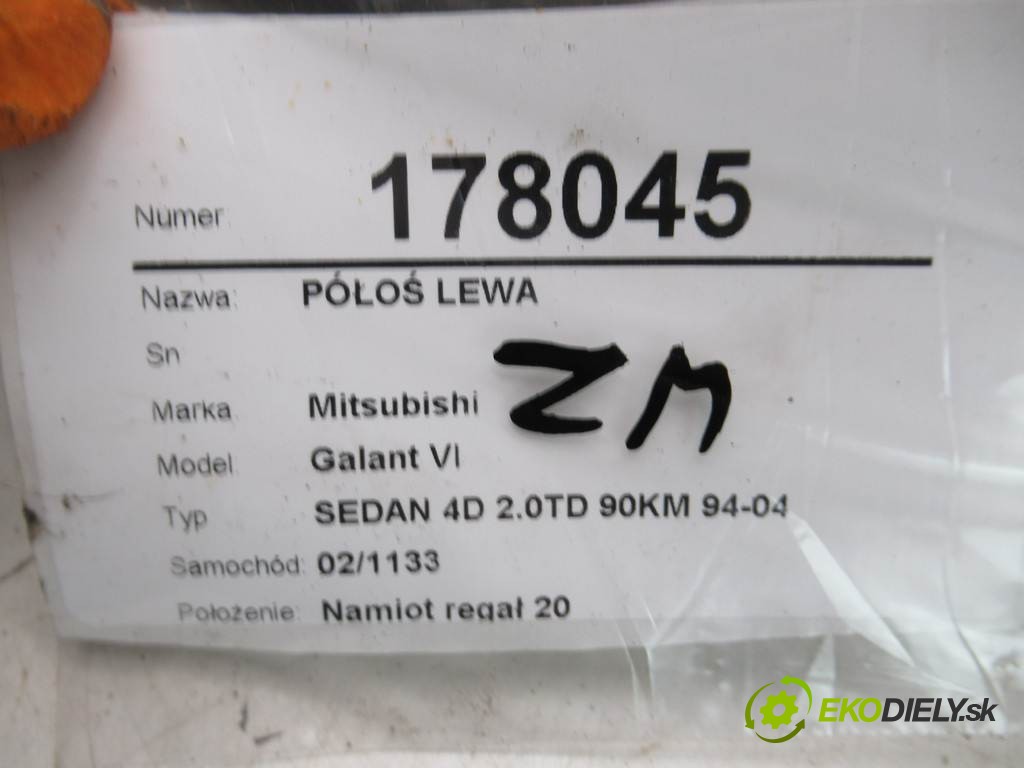 Numer 178045
Nazwa: PÓŁOŚ LEWA
Sn
Marka Mitsubishi
Model Galant VI
Typ SEDAN 4D 2.0TD 90KM 94-04
Samochód: 02/1133
Położenie: Namiot regał 20
ZM
EKODIELY.sk